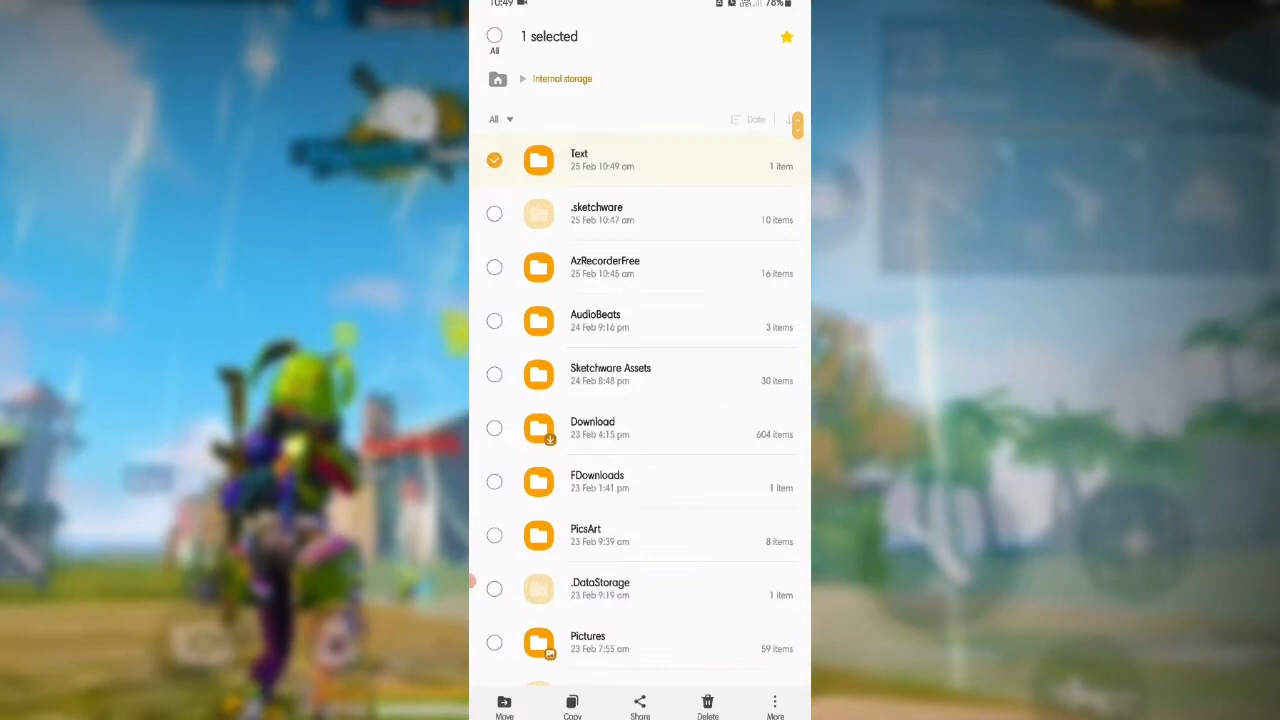 10:49
78%
1 selected
All
Internal storage
All
Date
Text
25 Feb 10:49 am
1 item
.sketchware
25 Feb 10:47 am
10 items
AzRecorderFree
25 Feb 10:45 am
16 items
AudioBeats
24 Feb 9:16 pm
3 items
Sketchware Assets
24 Feb 8:48 pm
30 items
Download
23 Feb 4:15 pm
604 items
FDownloads
23 Feb 1:41 pm
1 item
PicsArt
23 Feb 9:39 am
8 items
.DataStorage
23 Feb 9:19 am
1 item
Pictures
23 Feb 7:55 am
59 items
Move
Copy
Share
Delete
More